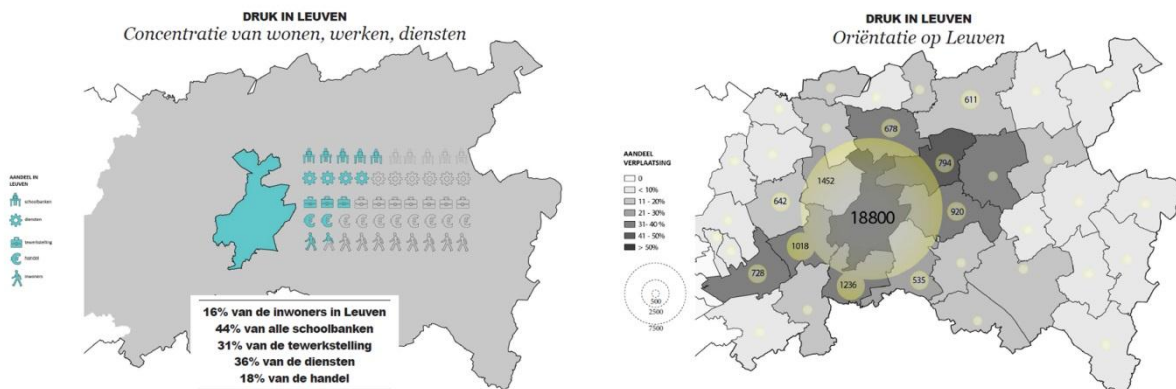 DRUK IN LEUVEN
Concentratie van wonen, werken, diensten
AANDEEL IN
LEUVEN
schoolbanken
diensten
tewerkstelling
handel
inwoners
16% van de inwoners in Leuven
44% van alle schoolbanken
31% van de tewerkstelling
36% van de diensten
18% van de handel
DRUK IN LEUVEN
Oriëntatie op Leuven
611
678
794
1452
642
18800
920
1018
728
1236
535
AANDEEL
VERPLAATSING
0
< 10%
11 - 20%
21 - 30%
31- 40 %
41 - 50%
> 50%
500
2500
7500